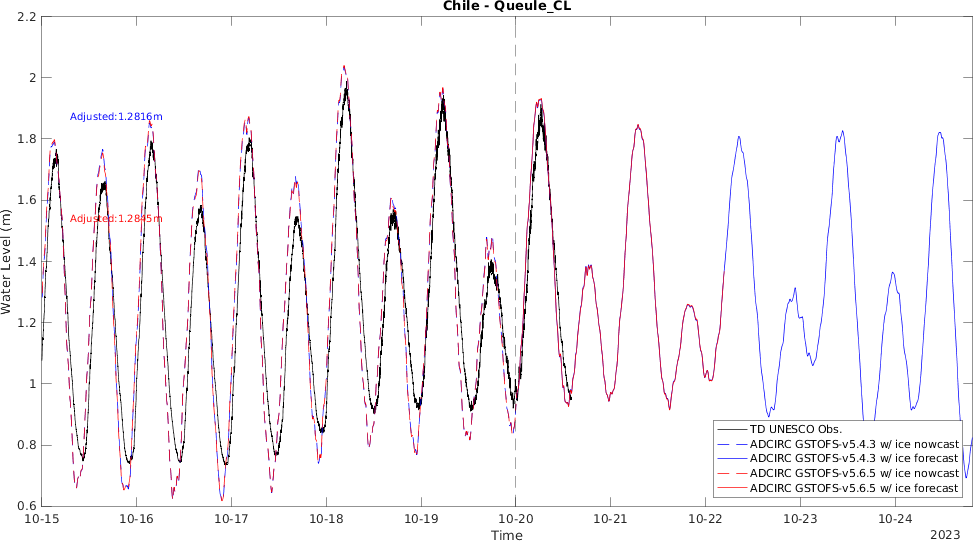 Chile - Queule_CL
2.2
2
1.8
1.6
1.4
1.2
1
0.8
0.6
Water Level (m)
Adjusted:1.2816m
Adjusted:1.2845m
TD UNESCO Obs.
ADCIRC GSTOFS-v5.4.3 w/ ice nowcast
ADCIRC GSTOFS-v5.4.3 w/ ice forecast
ADCIRC GSTOFS-v5.6.5 w/ ice nowcast
ADCIRC GSTOFS-v5.6.5 w/ ice forecast
10-15 10-16 10-17 10-18 10-19 10-20 10-21 10-22 10-23 10-24
Time
2023